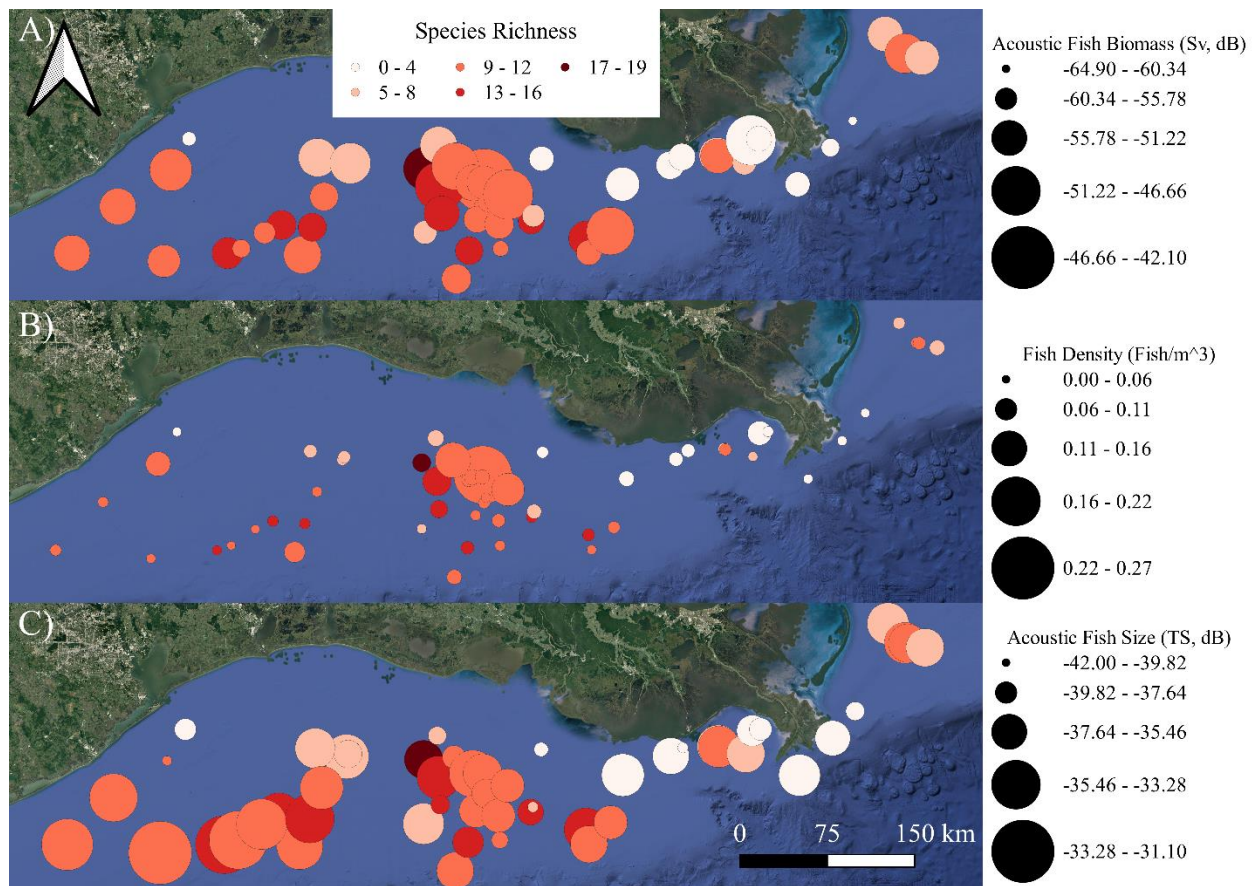 A)
Species Richness
0 - 4
9 - 12
17 - 19
5 - 8
13 - 16
Acoustic Fish Biomass (Sv, dB)
-64.90 - -60.34
-60.34 - -55.78
-55.78 - -51.22
-51.22 - -46.66
-46.66 - -42.10
B)
Fish Density (Fish/m^3)
0.00 - 0.06
0.06 - 0.11
0.11 - 0.16
0.16 - 0.22
0.22 - 0.27
C)
Acoustic Fish Size (TS, dB)
-42.00 - -39.82
-39.82 - -37.64
-37.64 - -35.46
-35.46 - -33.28
-33.28 - -31.10
0 75 150 km